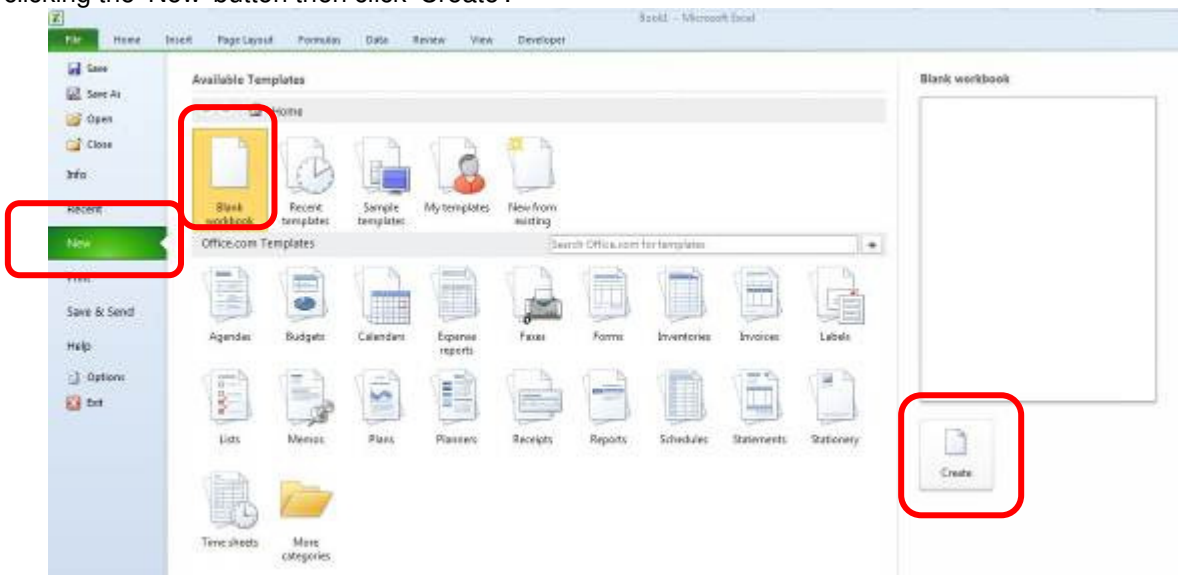 clicking the 'New' button then click 'Create'.
Book1 - Microsoft Excel
File Home Insert Page Layout Formulas Data Review View Developer
Save
Save As
Open
Close
Info
Recent
New
Print
Save & Send
Help
Options
Exit
Available Templates
Home
Blank workbook
Recent templates
Sample templates
My templates
New from existing
Office.com Templates
Search Office.com for templates
Agendas
Budgets
Calendars
Expense reports
Faxes
Forms
Inventories
Invoices
Labels
Lists
Memos
Plans
Planners
Receipts
Reports
Schedules
Statements
Stationery
Time sheets
More categories
Blank workbook
Create